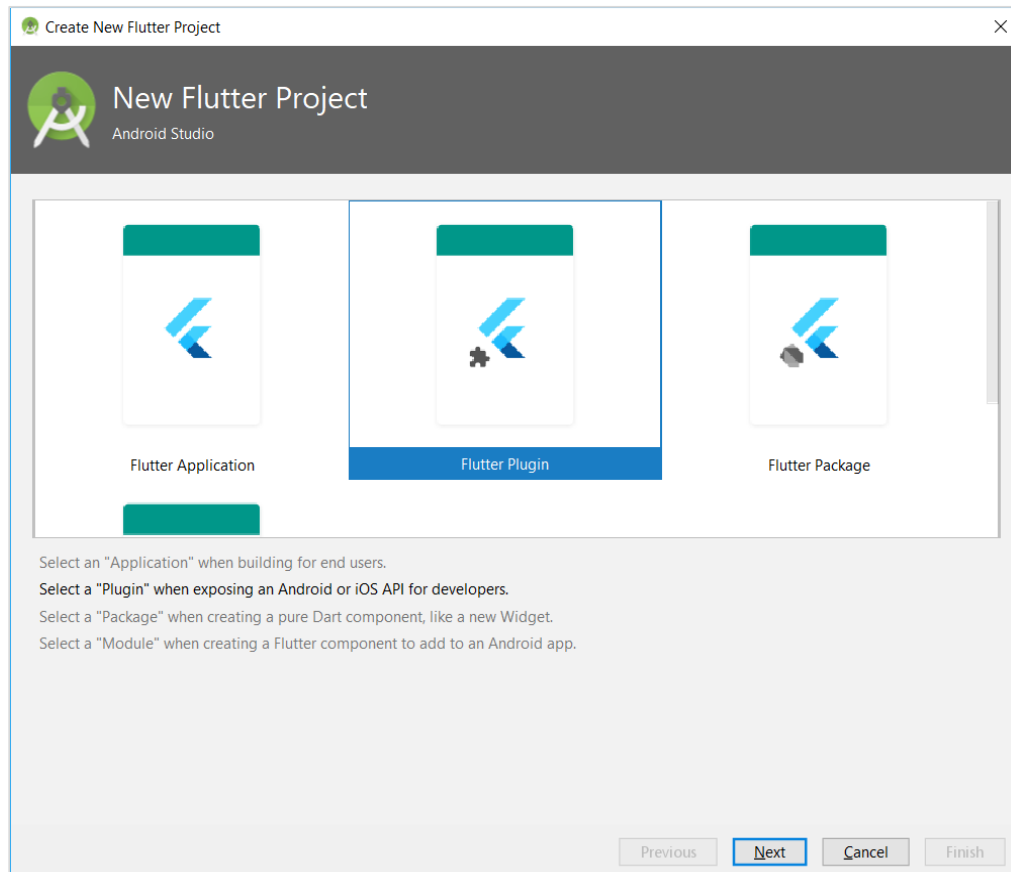 Create New Flutter Project
New Flutter Project
Android Studio
Flutter Application
Flutter Plugin
Flutter Package
Select an "Application" when building for end users.
Select a "Plugin" when exposing an Android or iOS API for developers.
Select a "Package" when creating a pure Dart component, like a new Widget.
Select a "Module" when creating a Flutter component to add to an Android app.
Previous
Next
Cancel
Finish